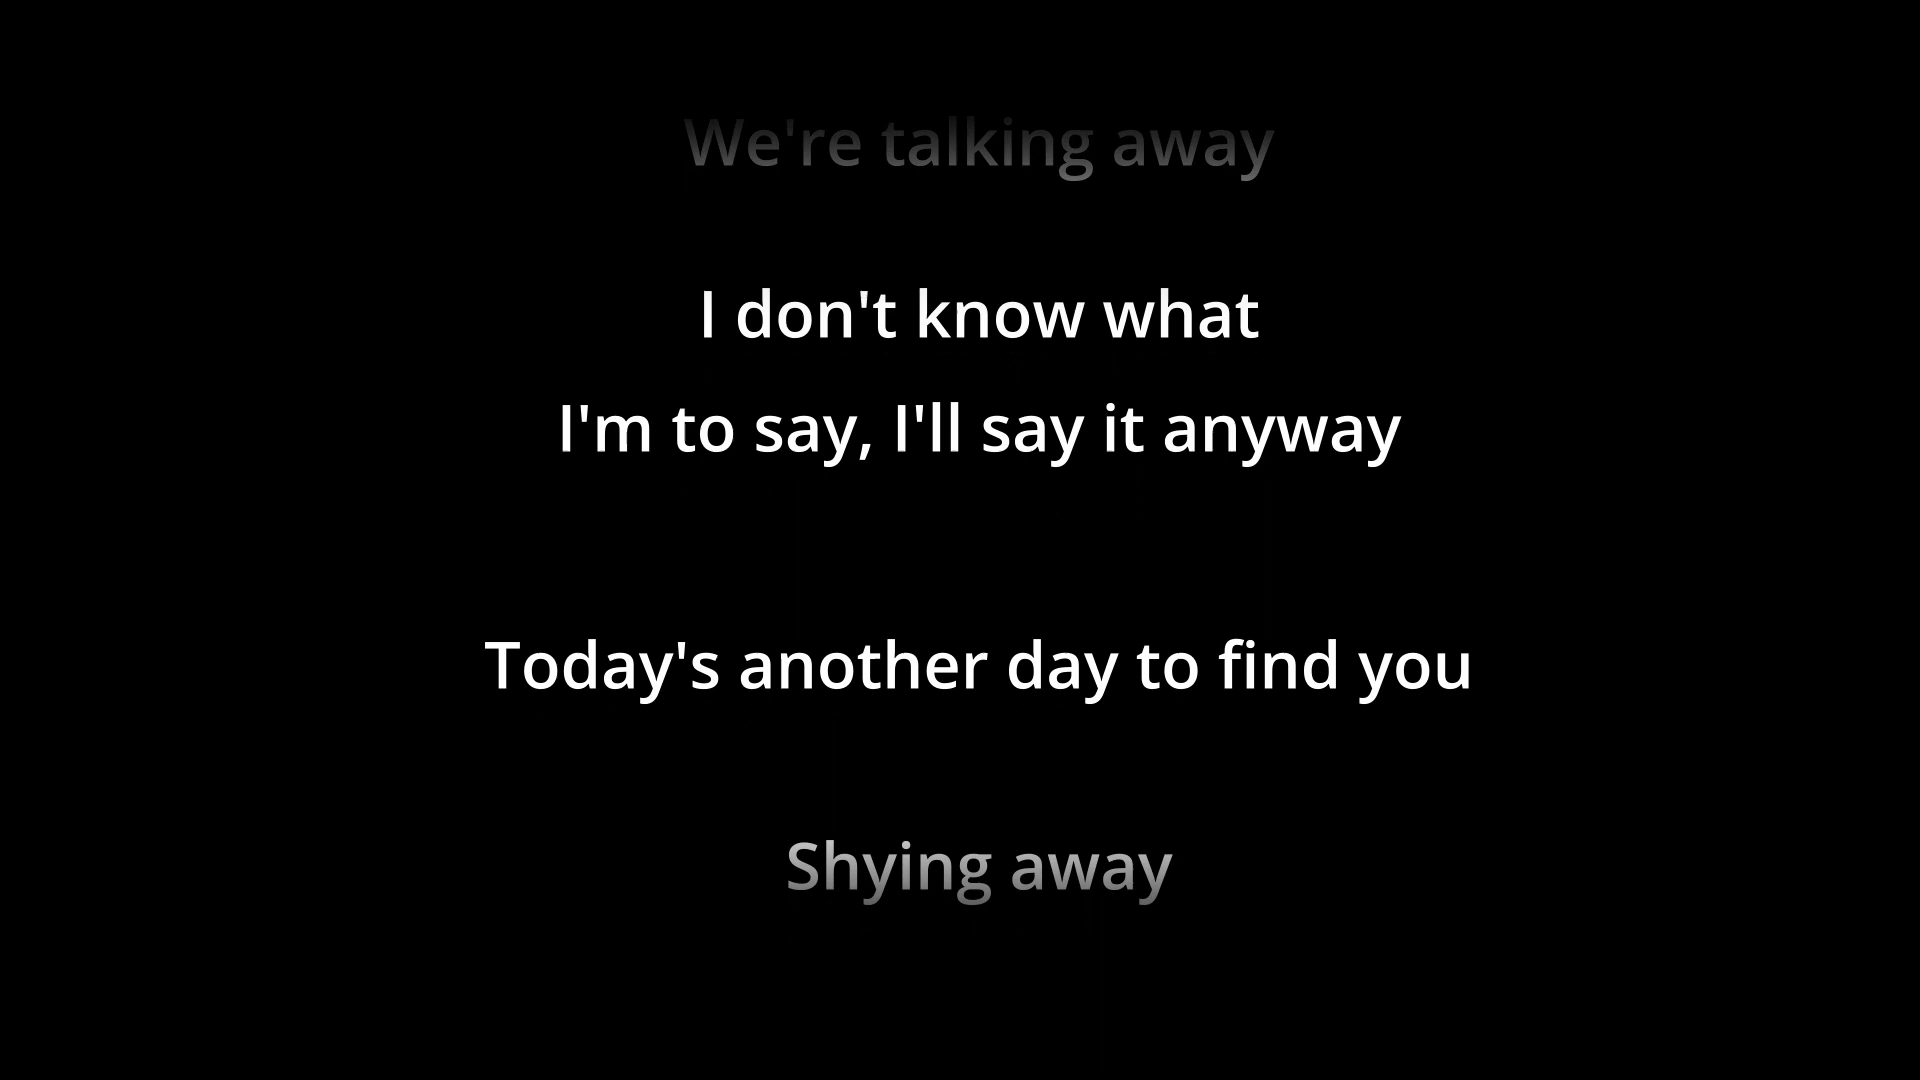 We're talking away
I don't know what
I'm to say, I'll say it anyway
Today's another day to find you
Shying away